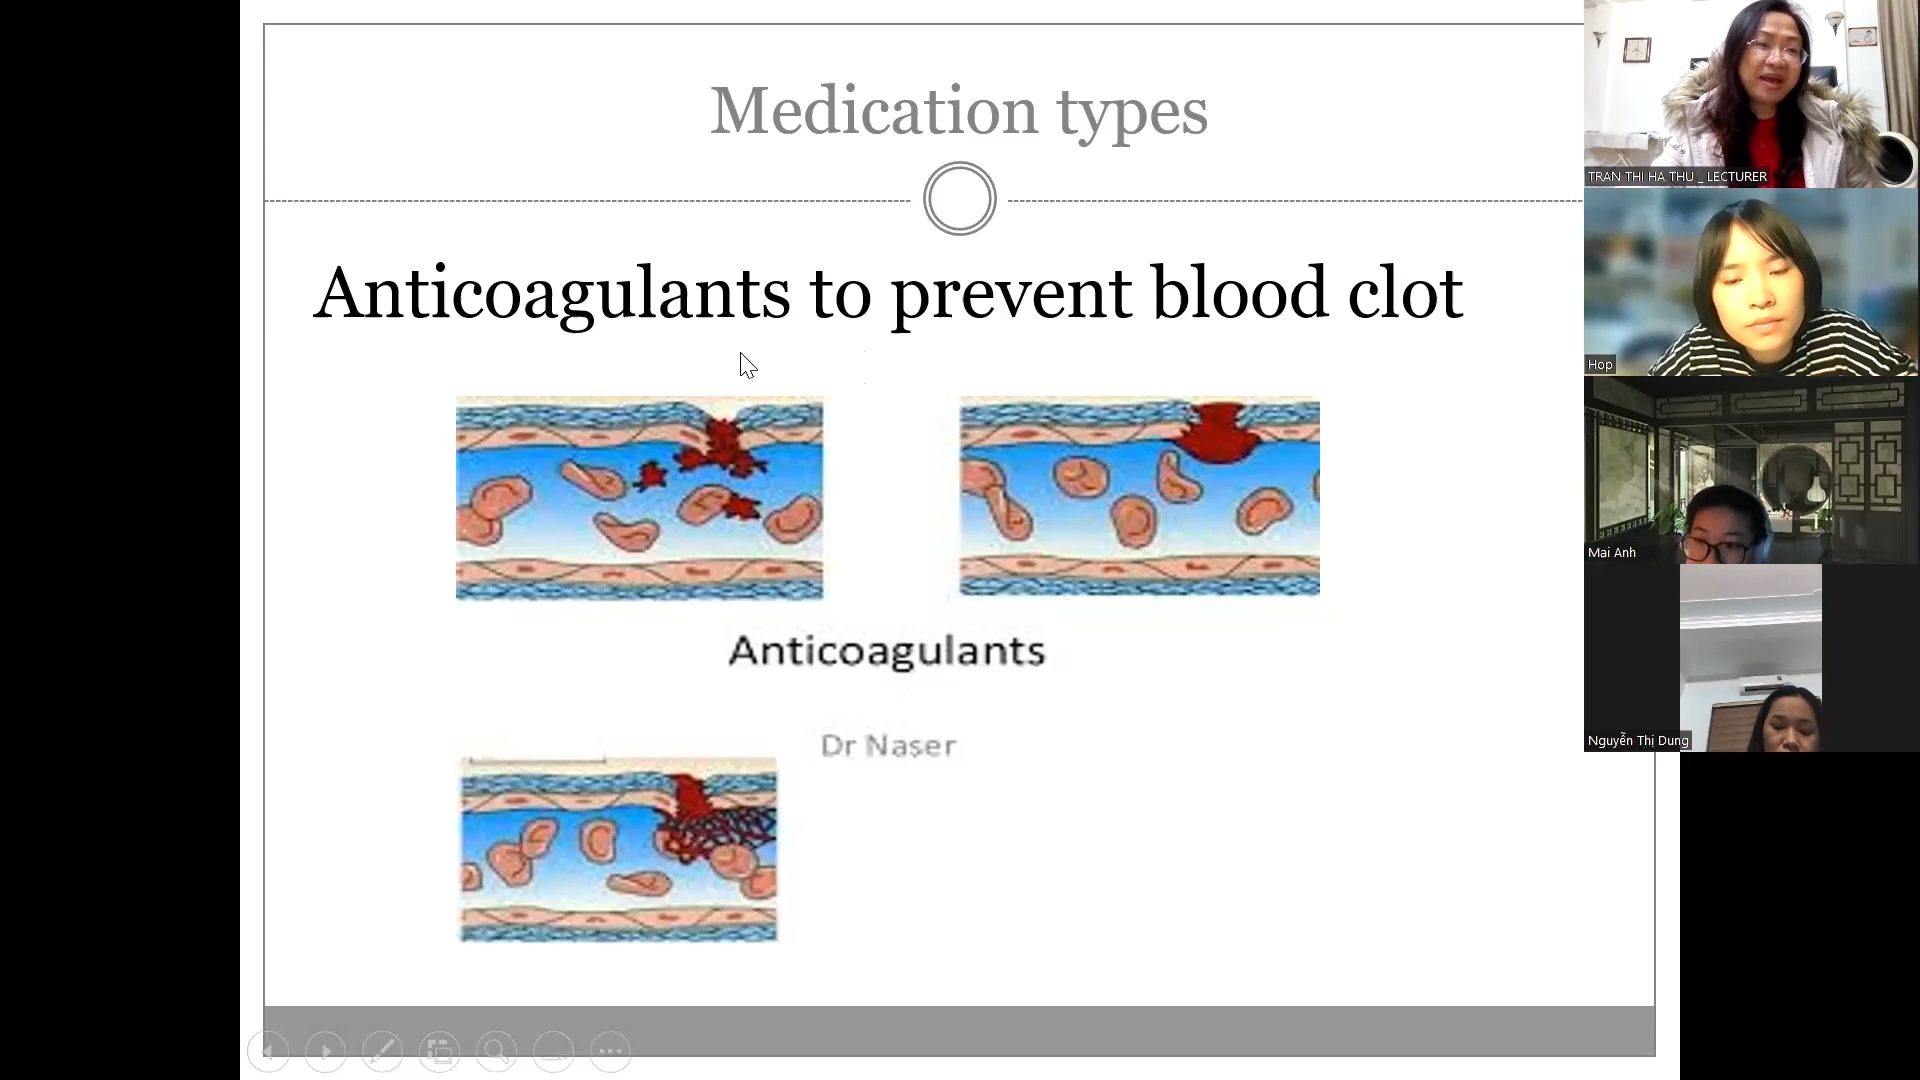 Medication types
Anticoagulants to prevent blood clot
Anticoagulants
Dr Naser
TRAN THI HA THU _ LECTURER
Hop
Mai Anh
Nguyễn Thị Dung